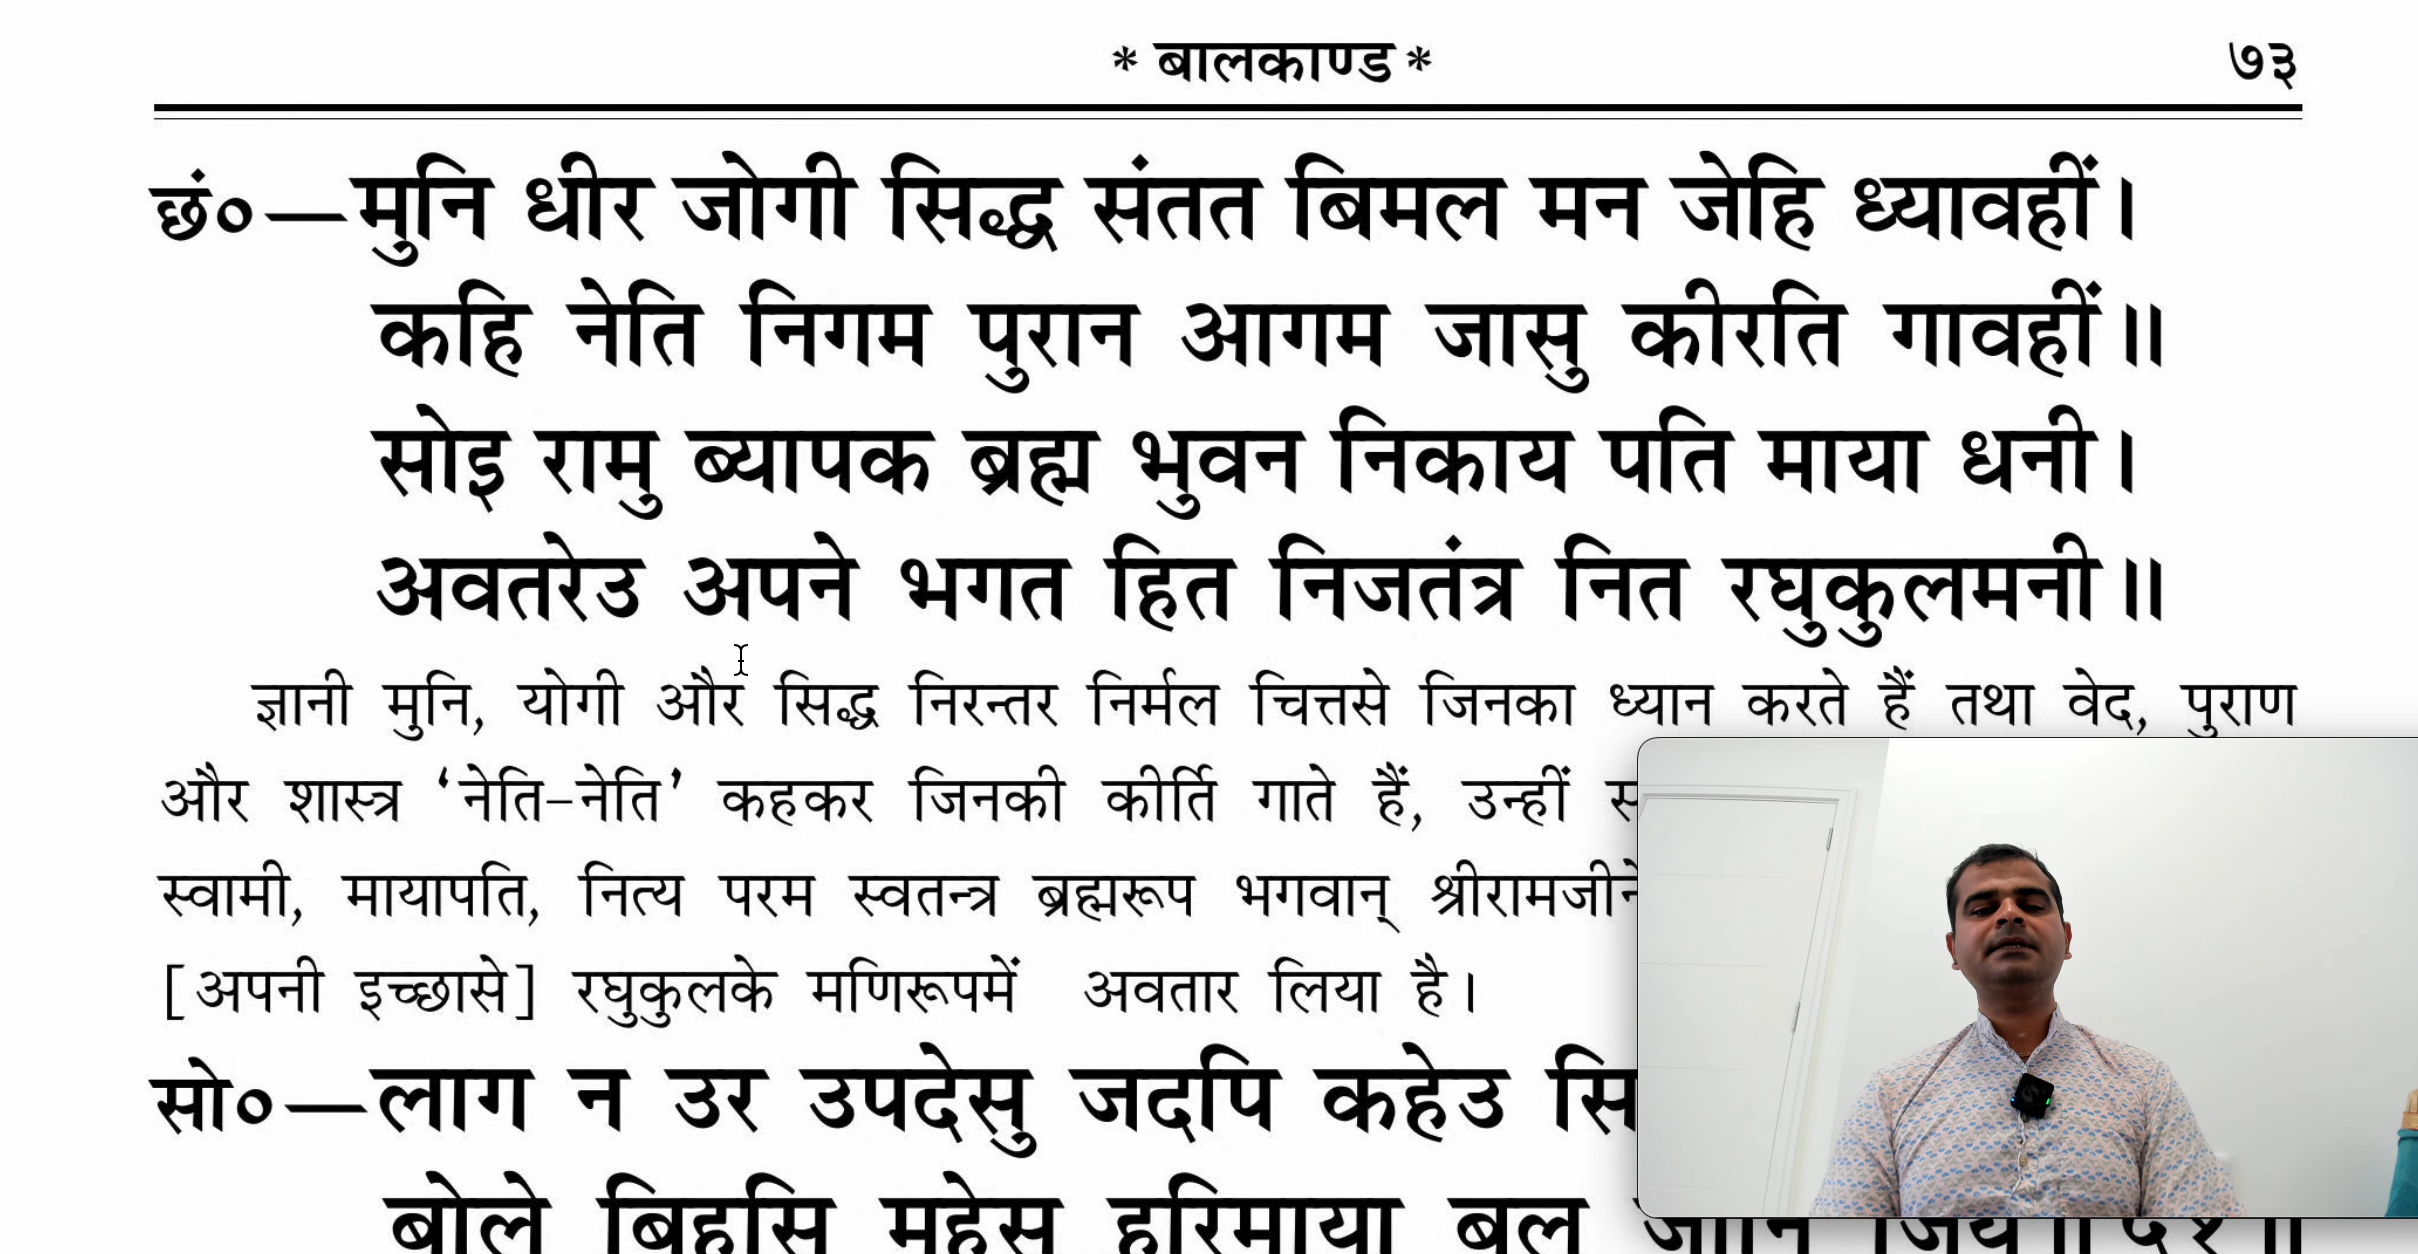 * बालकाण्ड * ७३
छं०—मुनि धीर जोगी सिद्ध संतत बिमल मन जेहि ध्यावहीं।
कहि नेति निगम पुरान आगम जासु कीरति गावहीं॥
सोइ रामु ब्यापक ब्रह्म भुवन निकाय पति माया धनी।
अवतरेउ अपने भगत हित निजतंत्र नित रघुकुलमनी॥
ज्ञानी मुनि, योगी और सिद्ध निरन्तर निर्मल चित्तसे जिनका ध्यान करते हैं तथा वेद, पुराण
और शास्त्र ‘नेति-नेति’ कहकर जिनकी कीर्ति गाते हैं, उन्हीं
स्वामी, मायापति, नित्य परम स्वतन्त्र ब्रह्मरूप भगवान् श्रीरामजीने
[अपनी इच्छासे] रघुकुलके मणिरूपमें अवतार लिया है।
सो०—लाग न उर उपदेसु जदपि कहेउ
बोले बिहसि महेस हरिमाया बलु